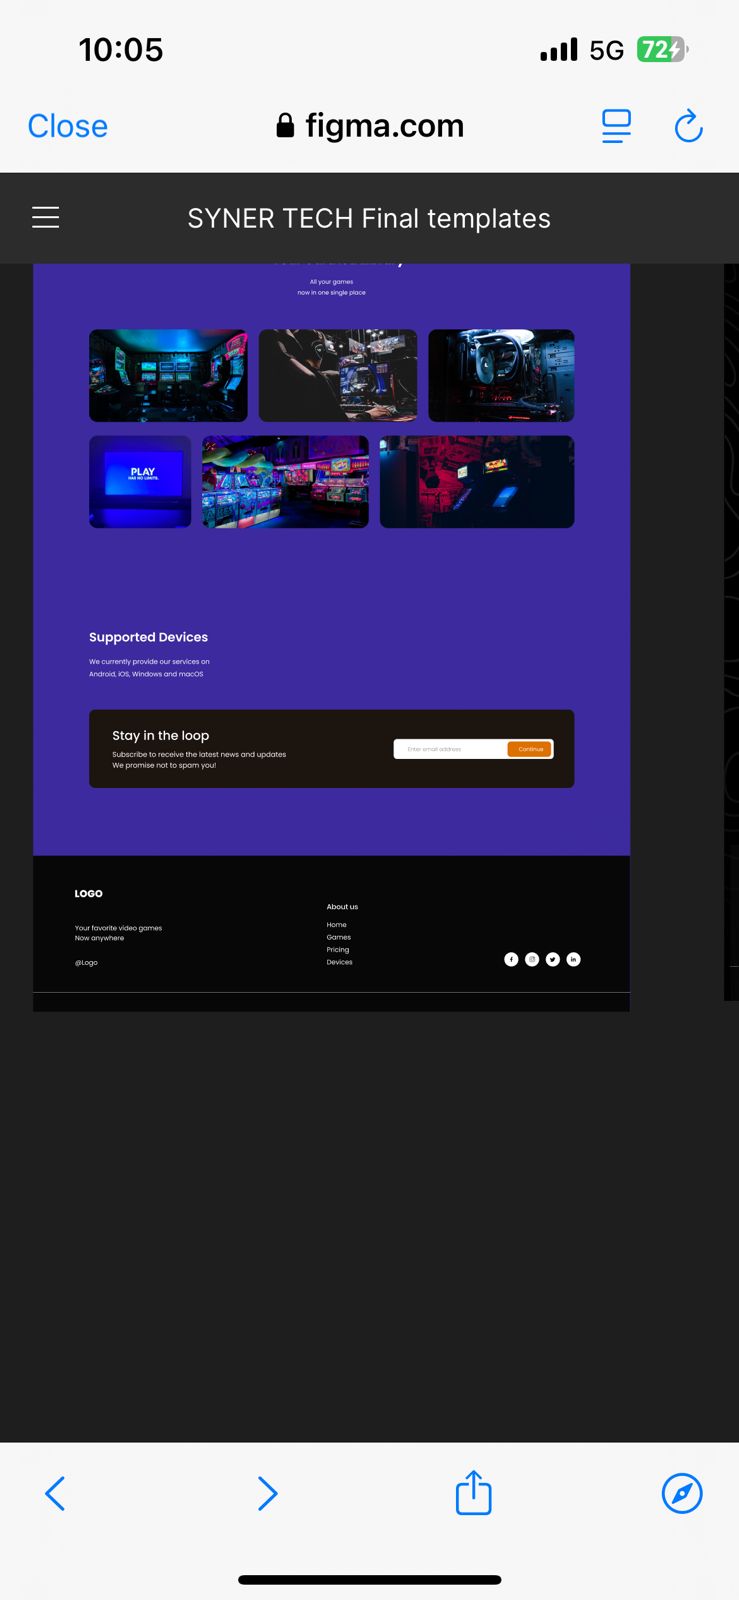 10:05
5G
72
Close
figma.com
SYNER TECH Final templates
All your games
now in one single place
PLAY
HAS NO LIMITS.
Supported Devices
We currently provide our services on
Android, iOS, Windows and macOS
Stay in the loop
Subscribe to receive the latest news and updates
We promise not to spam you!
Enter email address
Continue
LOGO
Your favorite video games
Now anywhere
@Logo
About us
Home
Games
Pricing
Devices